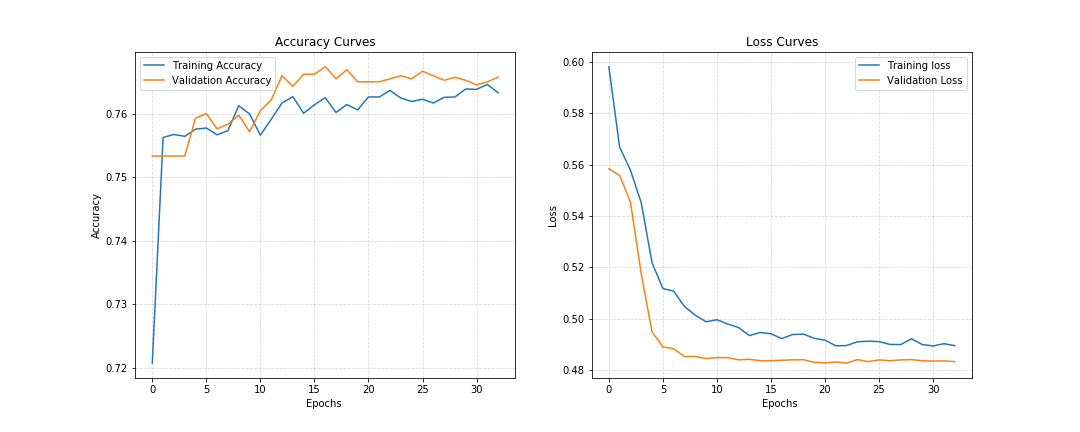 Accuracy Curves
Training Accuracy
Validation Accuracy
0.76
0.75
0.74
0.73
0.72
Accuracy
0 5 10 15 20 25 30
Epochs
Loss Curves
Training loss
Validation Loss
0.60
0.58
0.56
0.54
0.52
0.50
0.48
Loss
0 5 10 15 20 25 30
Epochs